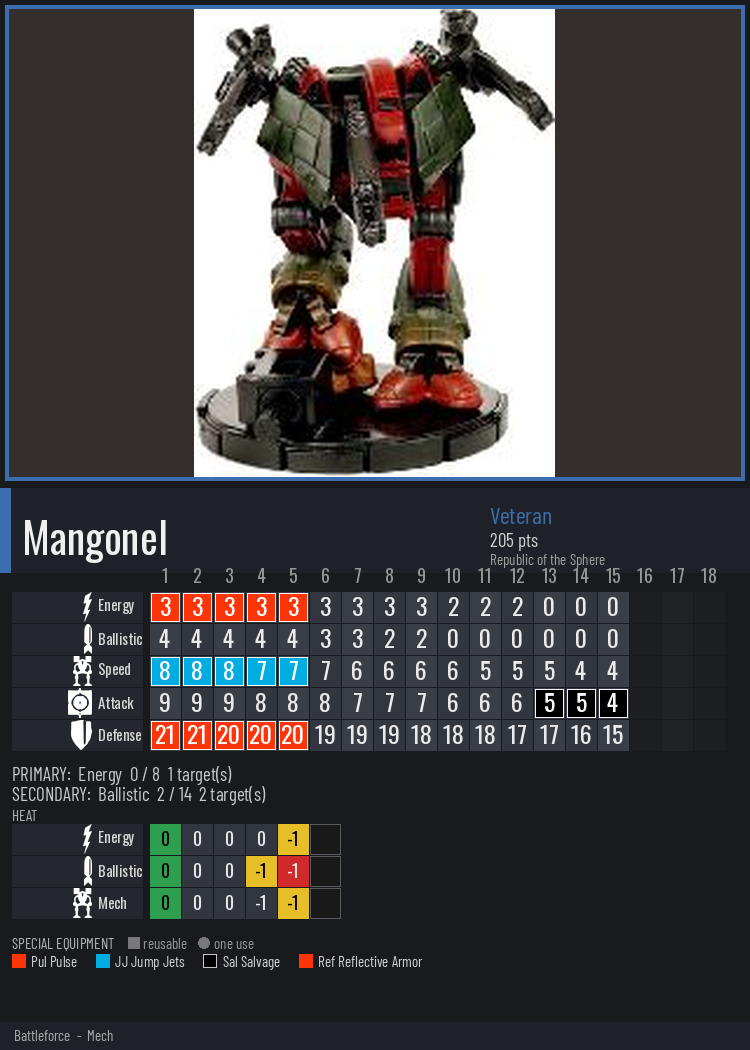 Mangonel
Veteran
205 pts
Republic of the Sphere
1 2 3 4 5 6 7 8 9 10 11 12 13 14 15 16 17 18
Energy 3 3 3 3 3 3 3 3 3 2 2 2 0 0 0
Ballistic 4 4 4 4 4 3 3 2 2 0 0 0 0 0 0
Speed 8 8 8 7 7 7 6 6 6 6 5 5 5 4 4
Attack 9 9 9 8 8 8 7 7 7 6 6 6 5 5 4
Defense 21 21 20 20 20 19 19 19 18 18 18 17 17 16 15
PRIMARY: Energy 0 / 8 1 target(s)
SECONDARY: Ballistic 2 / 14 2 target(s)
HEAT
Energy 0 0 0 0 -1
Ballistic 0 0 0 -1 -1
Mech 0 0 0 -1 -1
SPECIAL EQUIPMENT reusable one use
Pul Pulse JJ Jump Jets Sal Salvage Ref Reflective Armor
Battleforce - Mech